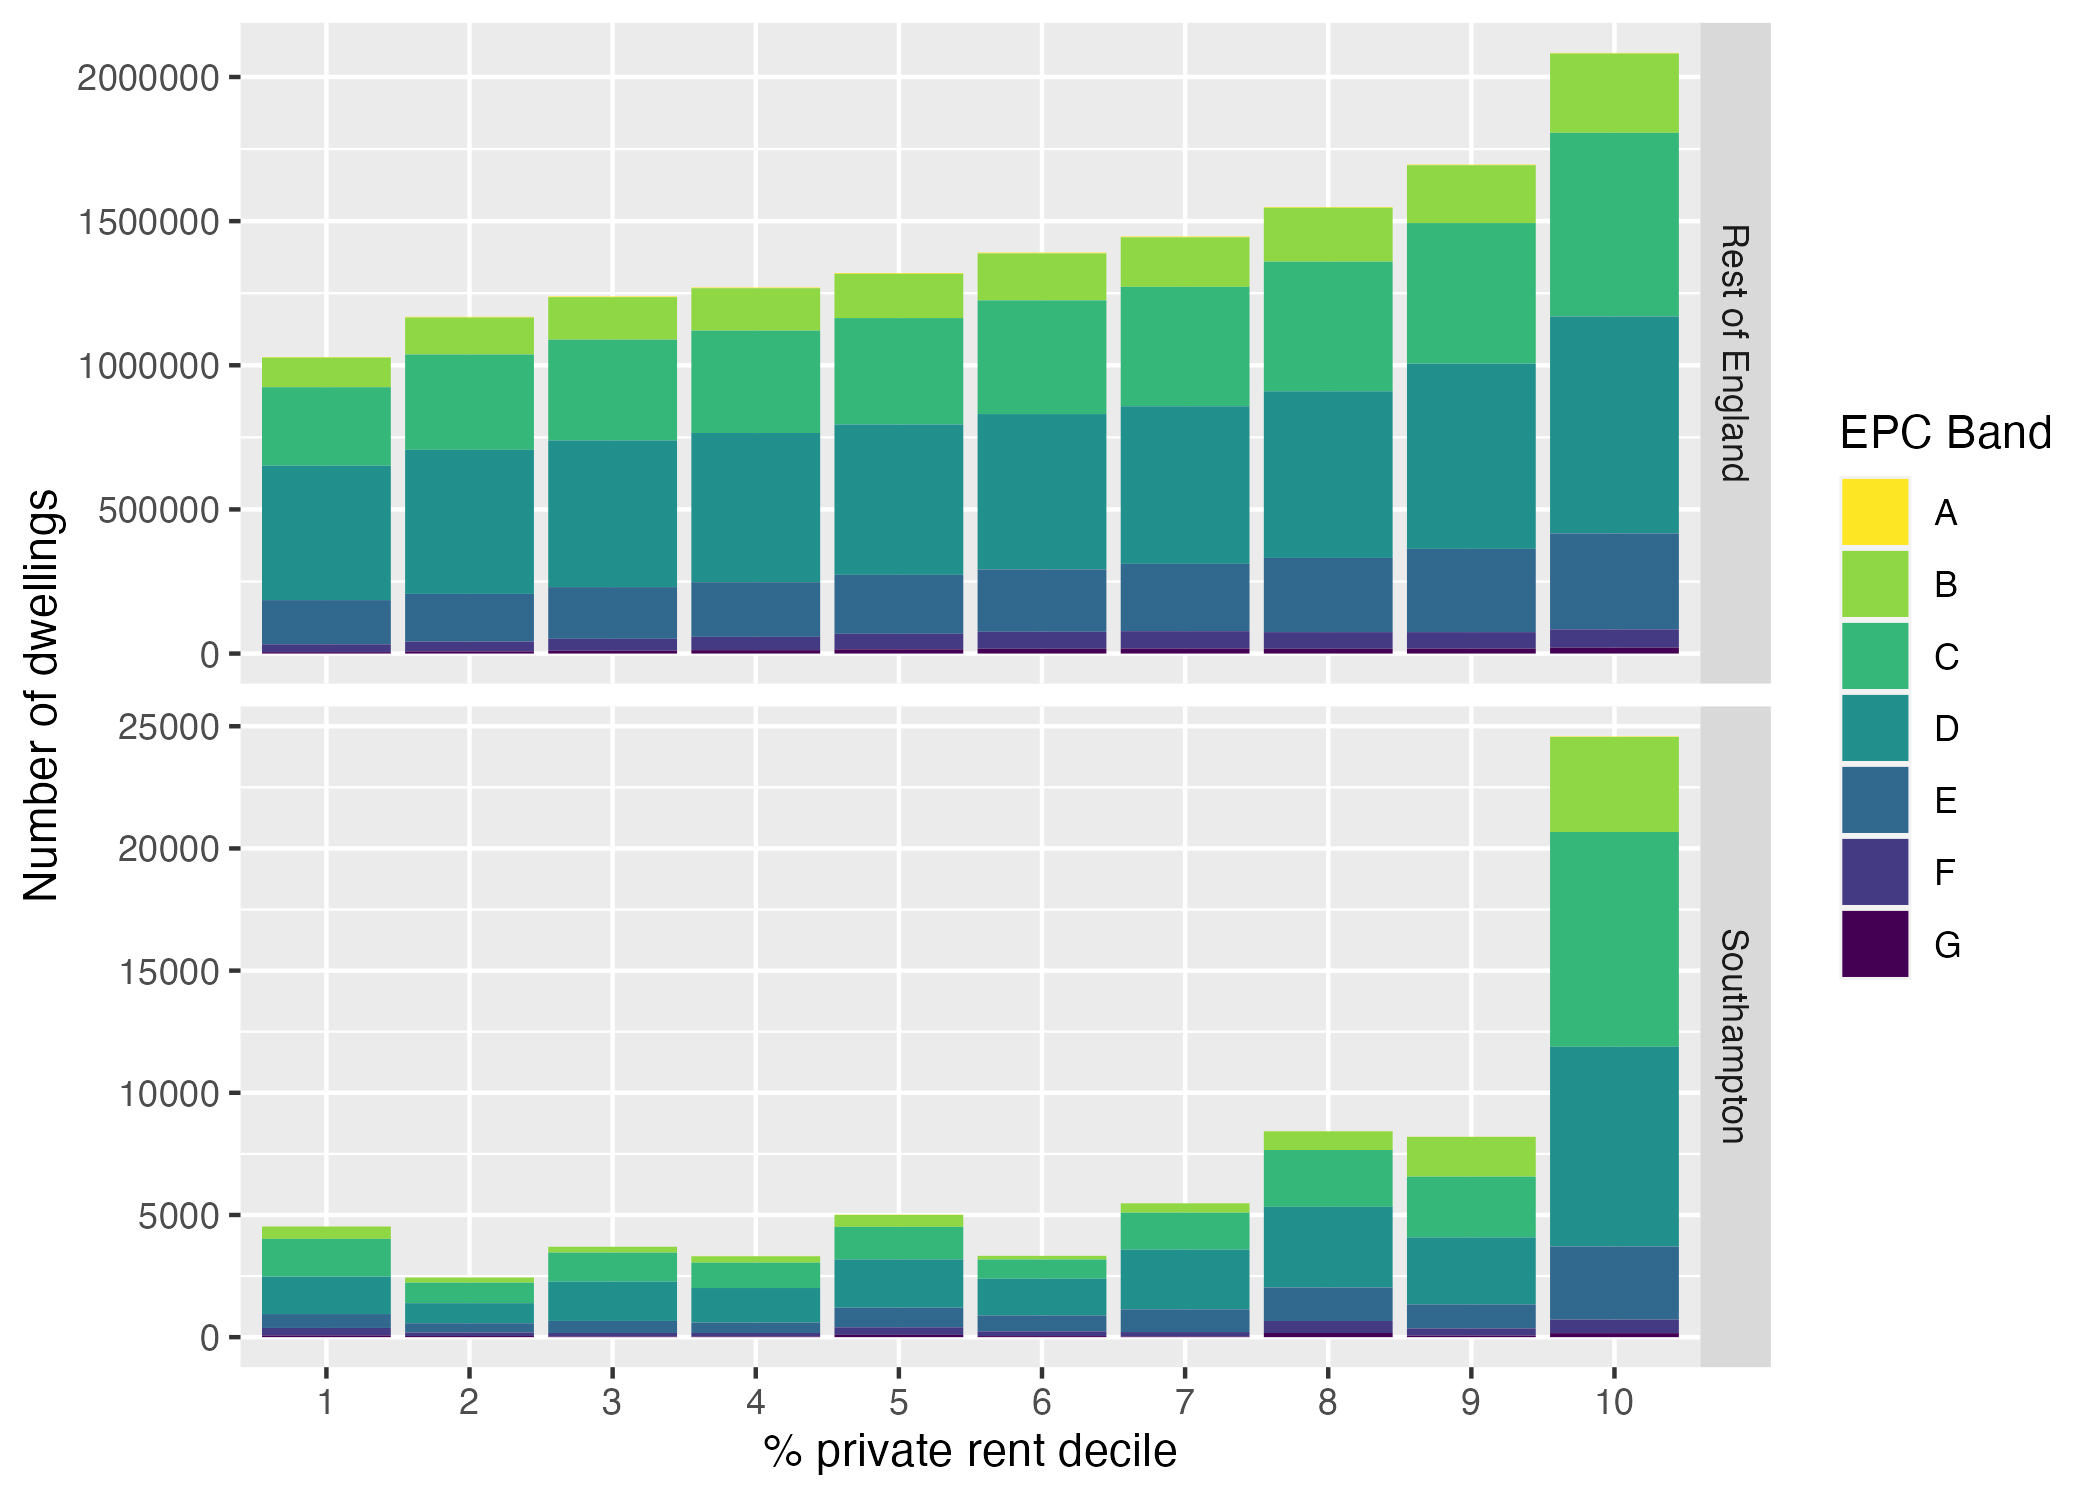 Number of dwellings
2000000
1500000
1000000
500000
0
Rest of England
25000
20000
15000
10000
5000
0
Southampton
1 2 3 4 5 6 7 8 9 10
% private rent decile
EPC Band
A
B
C
D
E
F
G